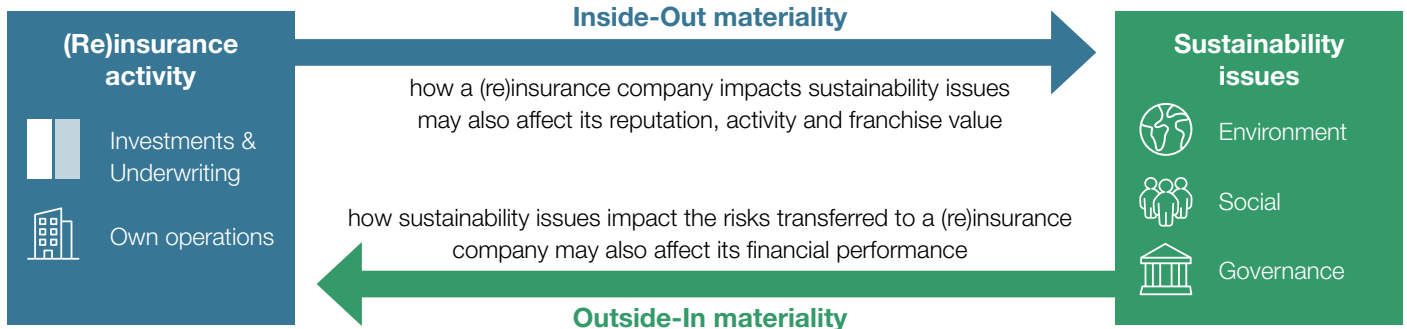 Inside-Out materiality
(Re)insurance
activity
Investments &
Underwriting
Own operations
how a (re)insurance company impacts sustainability issues
may also affect its reputation, activity and franchise value
how sustainability issues impact the risks transferred to a (re)insurance
company may also affect its financial performance
Outside-In materiality
Sustainability
issues
Environment
Social
Governance